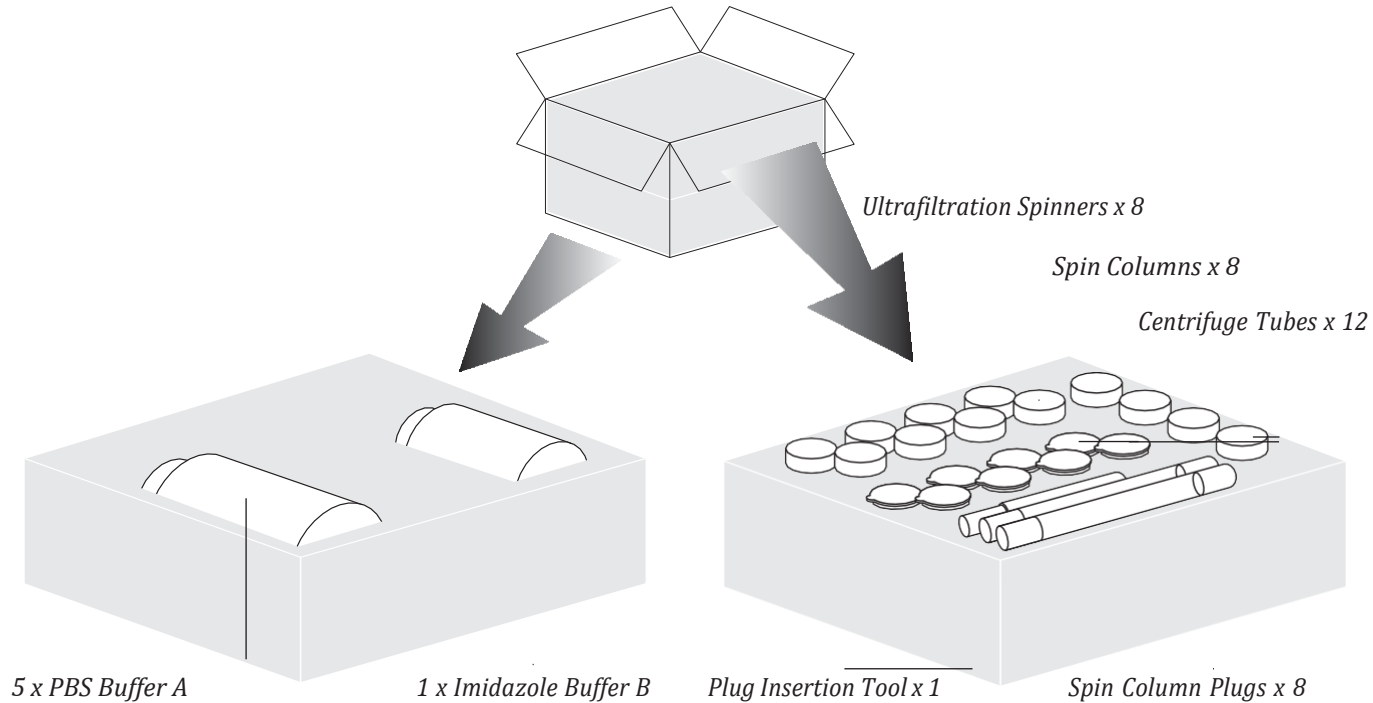 Ultrafiltration Spinners x 8
Spin Columns x 8
Centrifuge Tubes x 12
5 x PBS Buffer A
1 x Imidazole Buffer B
Plug Insertion Tool x 1
Spin Column Plugs x 8